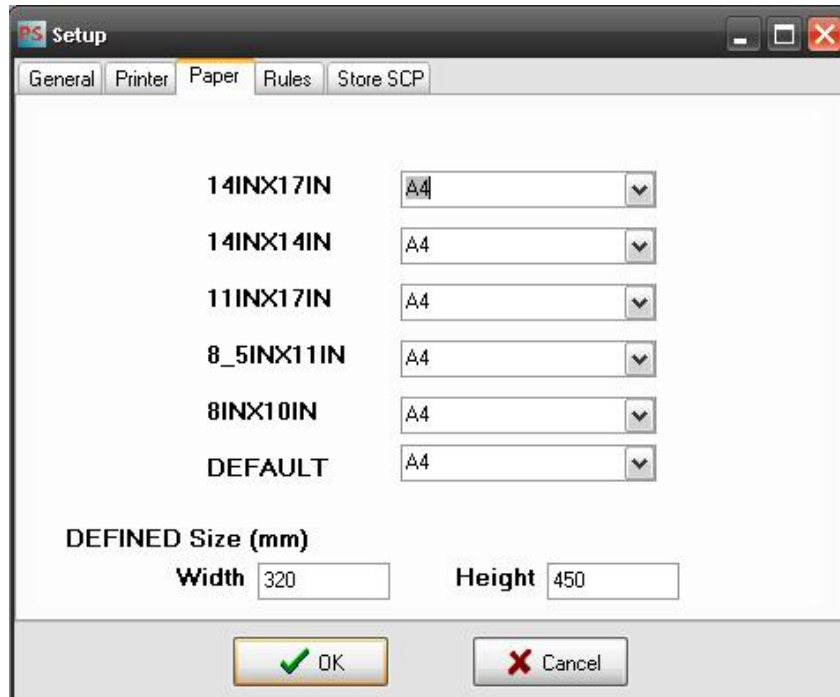 PS Setup
General Printer Paper Rules Store SCP
14INX17IN A4
14INX14IN A4
11INX17IN A4
8_5INX11IN A4
8INX10IN A4
DEFAULT A4
DEFINED Size (mm)
Width 320 Height 450
OK Cancel